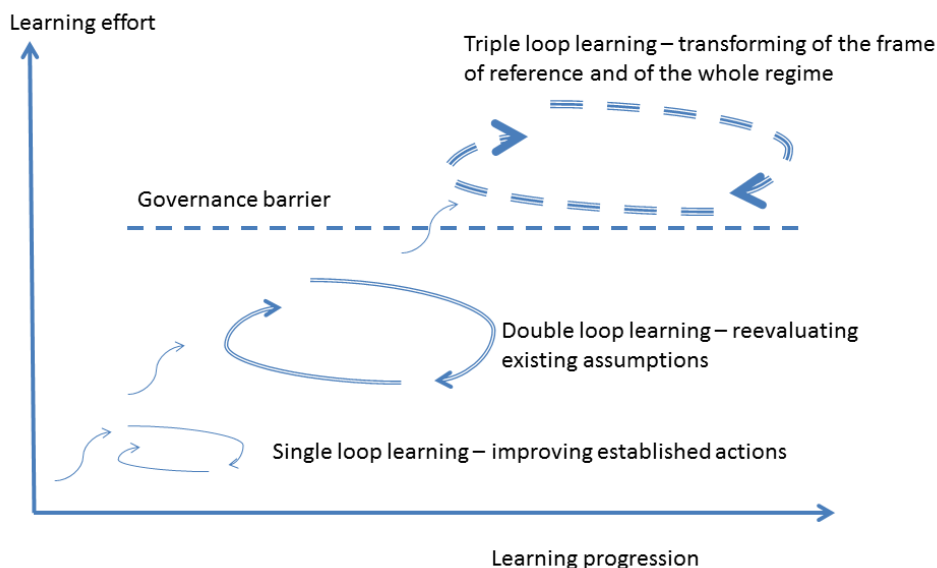 Learning effort
Triple loop learning – transforming of the frame
of reference and of the whole regime
Governance barrier
Double loop learning – reevaluating
existing assumptions
Single loop learning – improving established actions
Learning progression